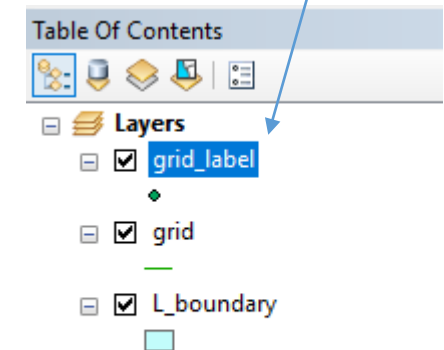 Table Of Contents
Layers
grid_label
grid
L_boundary